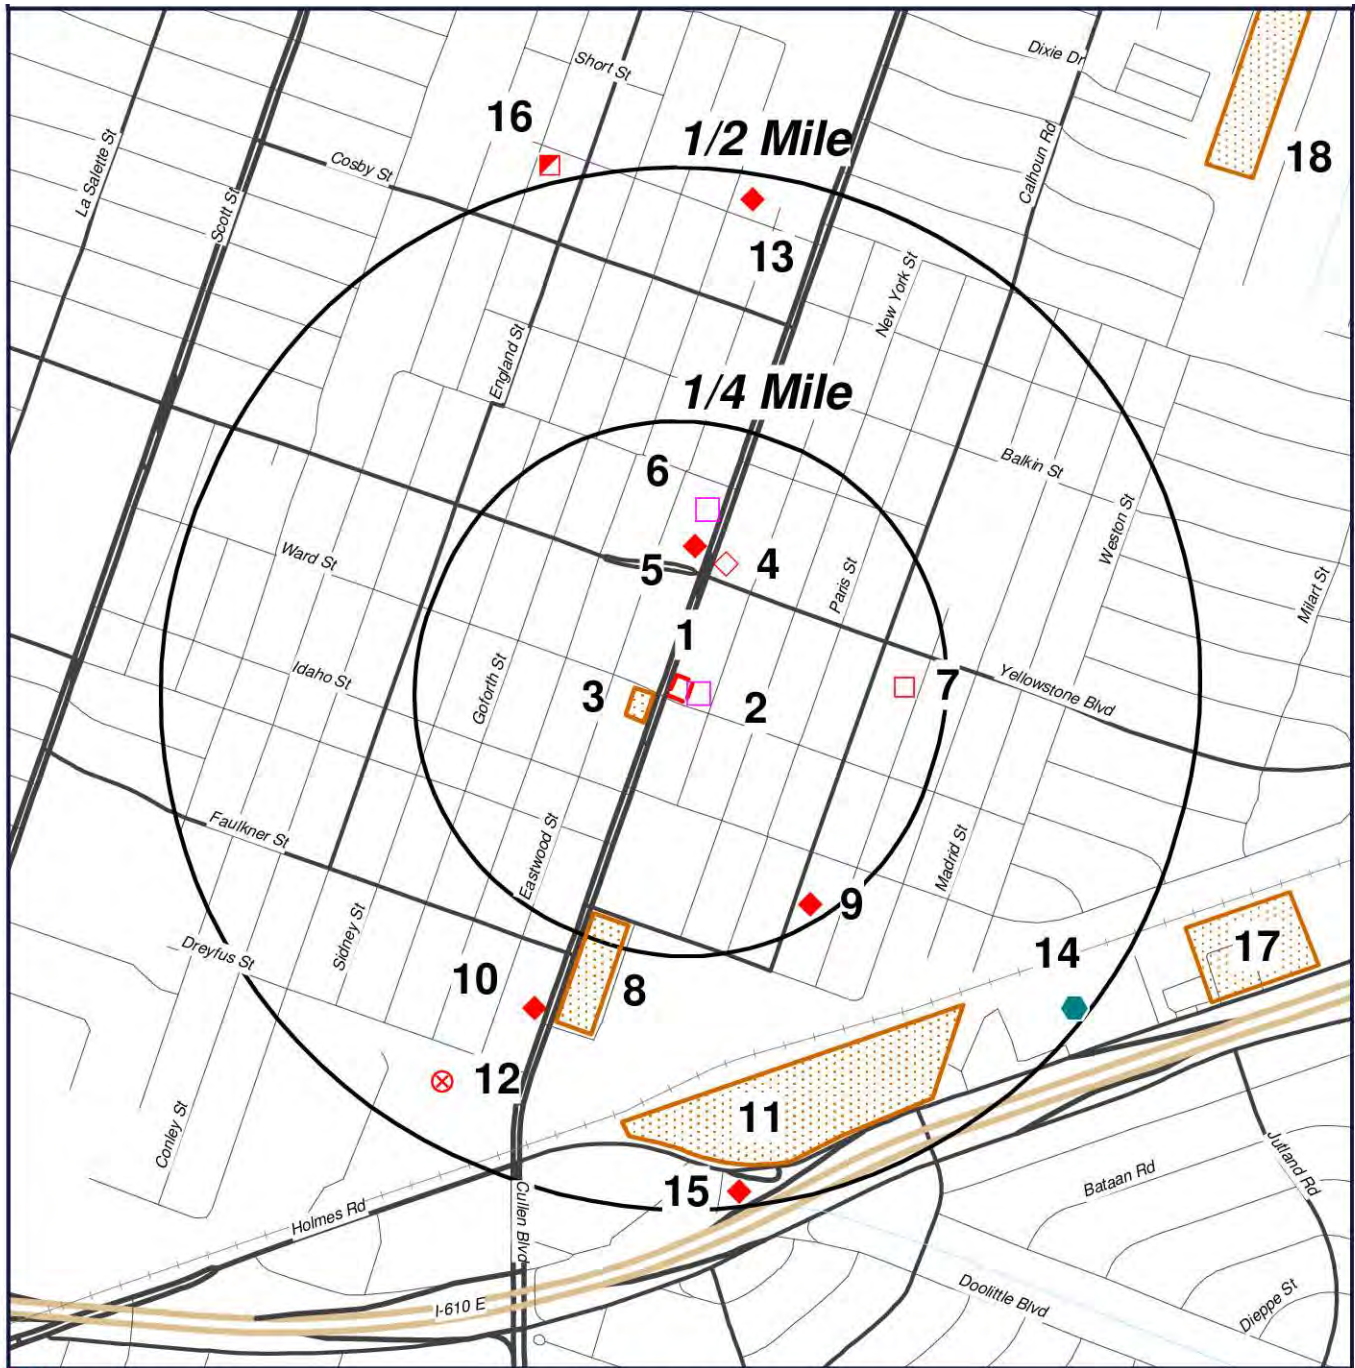 Dixie Dr
Short St
16
1/2 Mile
18
La Salette St
Cosby St
Calhoun Rd
Scott St
13
New York St
England St
1/4 Mile
Balkin St
6
Weston St
Ward St
5
4
Paris St
Milart St
1
Idaho St
Goforth St
3
2
7
Yellowstone Blvd
Faulkner St
Eastwood St
Madrid St
9
Sidney St
Dreyfus St
10
8
14
17
12
11
Conley St
15
Holmes Rd
Cullen Blvd
Bataan Rd
Jutland Rd
I-610 E
Doolittle Blvd
Dieppe St